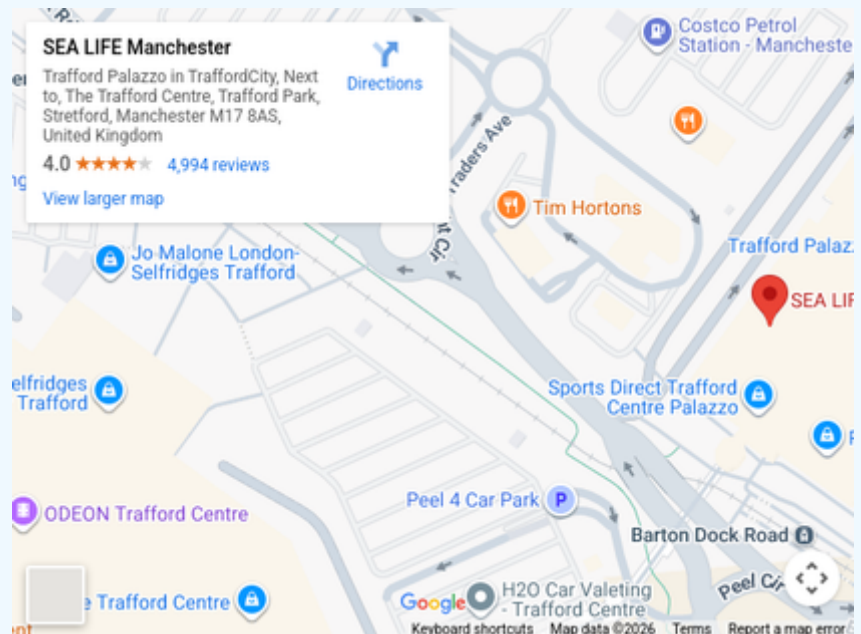 SEA LIFE Manchester
Trafford Palazzo in TraffordCity, Next
to, The Trafford Centre, Trafford Park,
Stretford, Manchester M17 8AS,
United Kingdom
4.0
4,994 reviews
View larger map
Directions
Costco Petrol
Station - Mancheste
Traders Ave
Tim Hortons
Jo Malone London-
Selfridges Trafford
Trafford Palaz
SEA LIF
elfridges
Trafford
Sports Direct Trafford
Centre Palazzo
Peel 4 Car Park
P
ODEON Trafford Centre
Barton Dock Road
Peel Cir
e Trafford Centre
Google
H2O Car Valeting
- Trafford Centre
Keyboard shortcuts
Map data ©2026
Terms
Report a map error